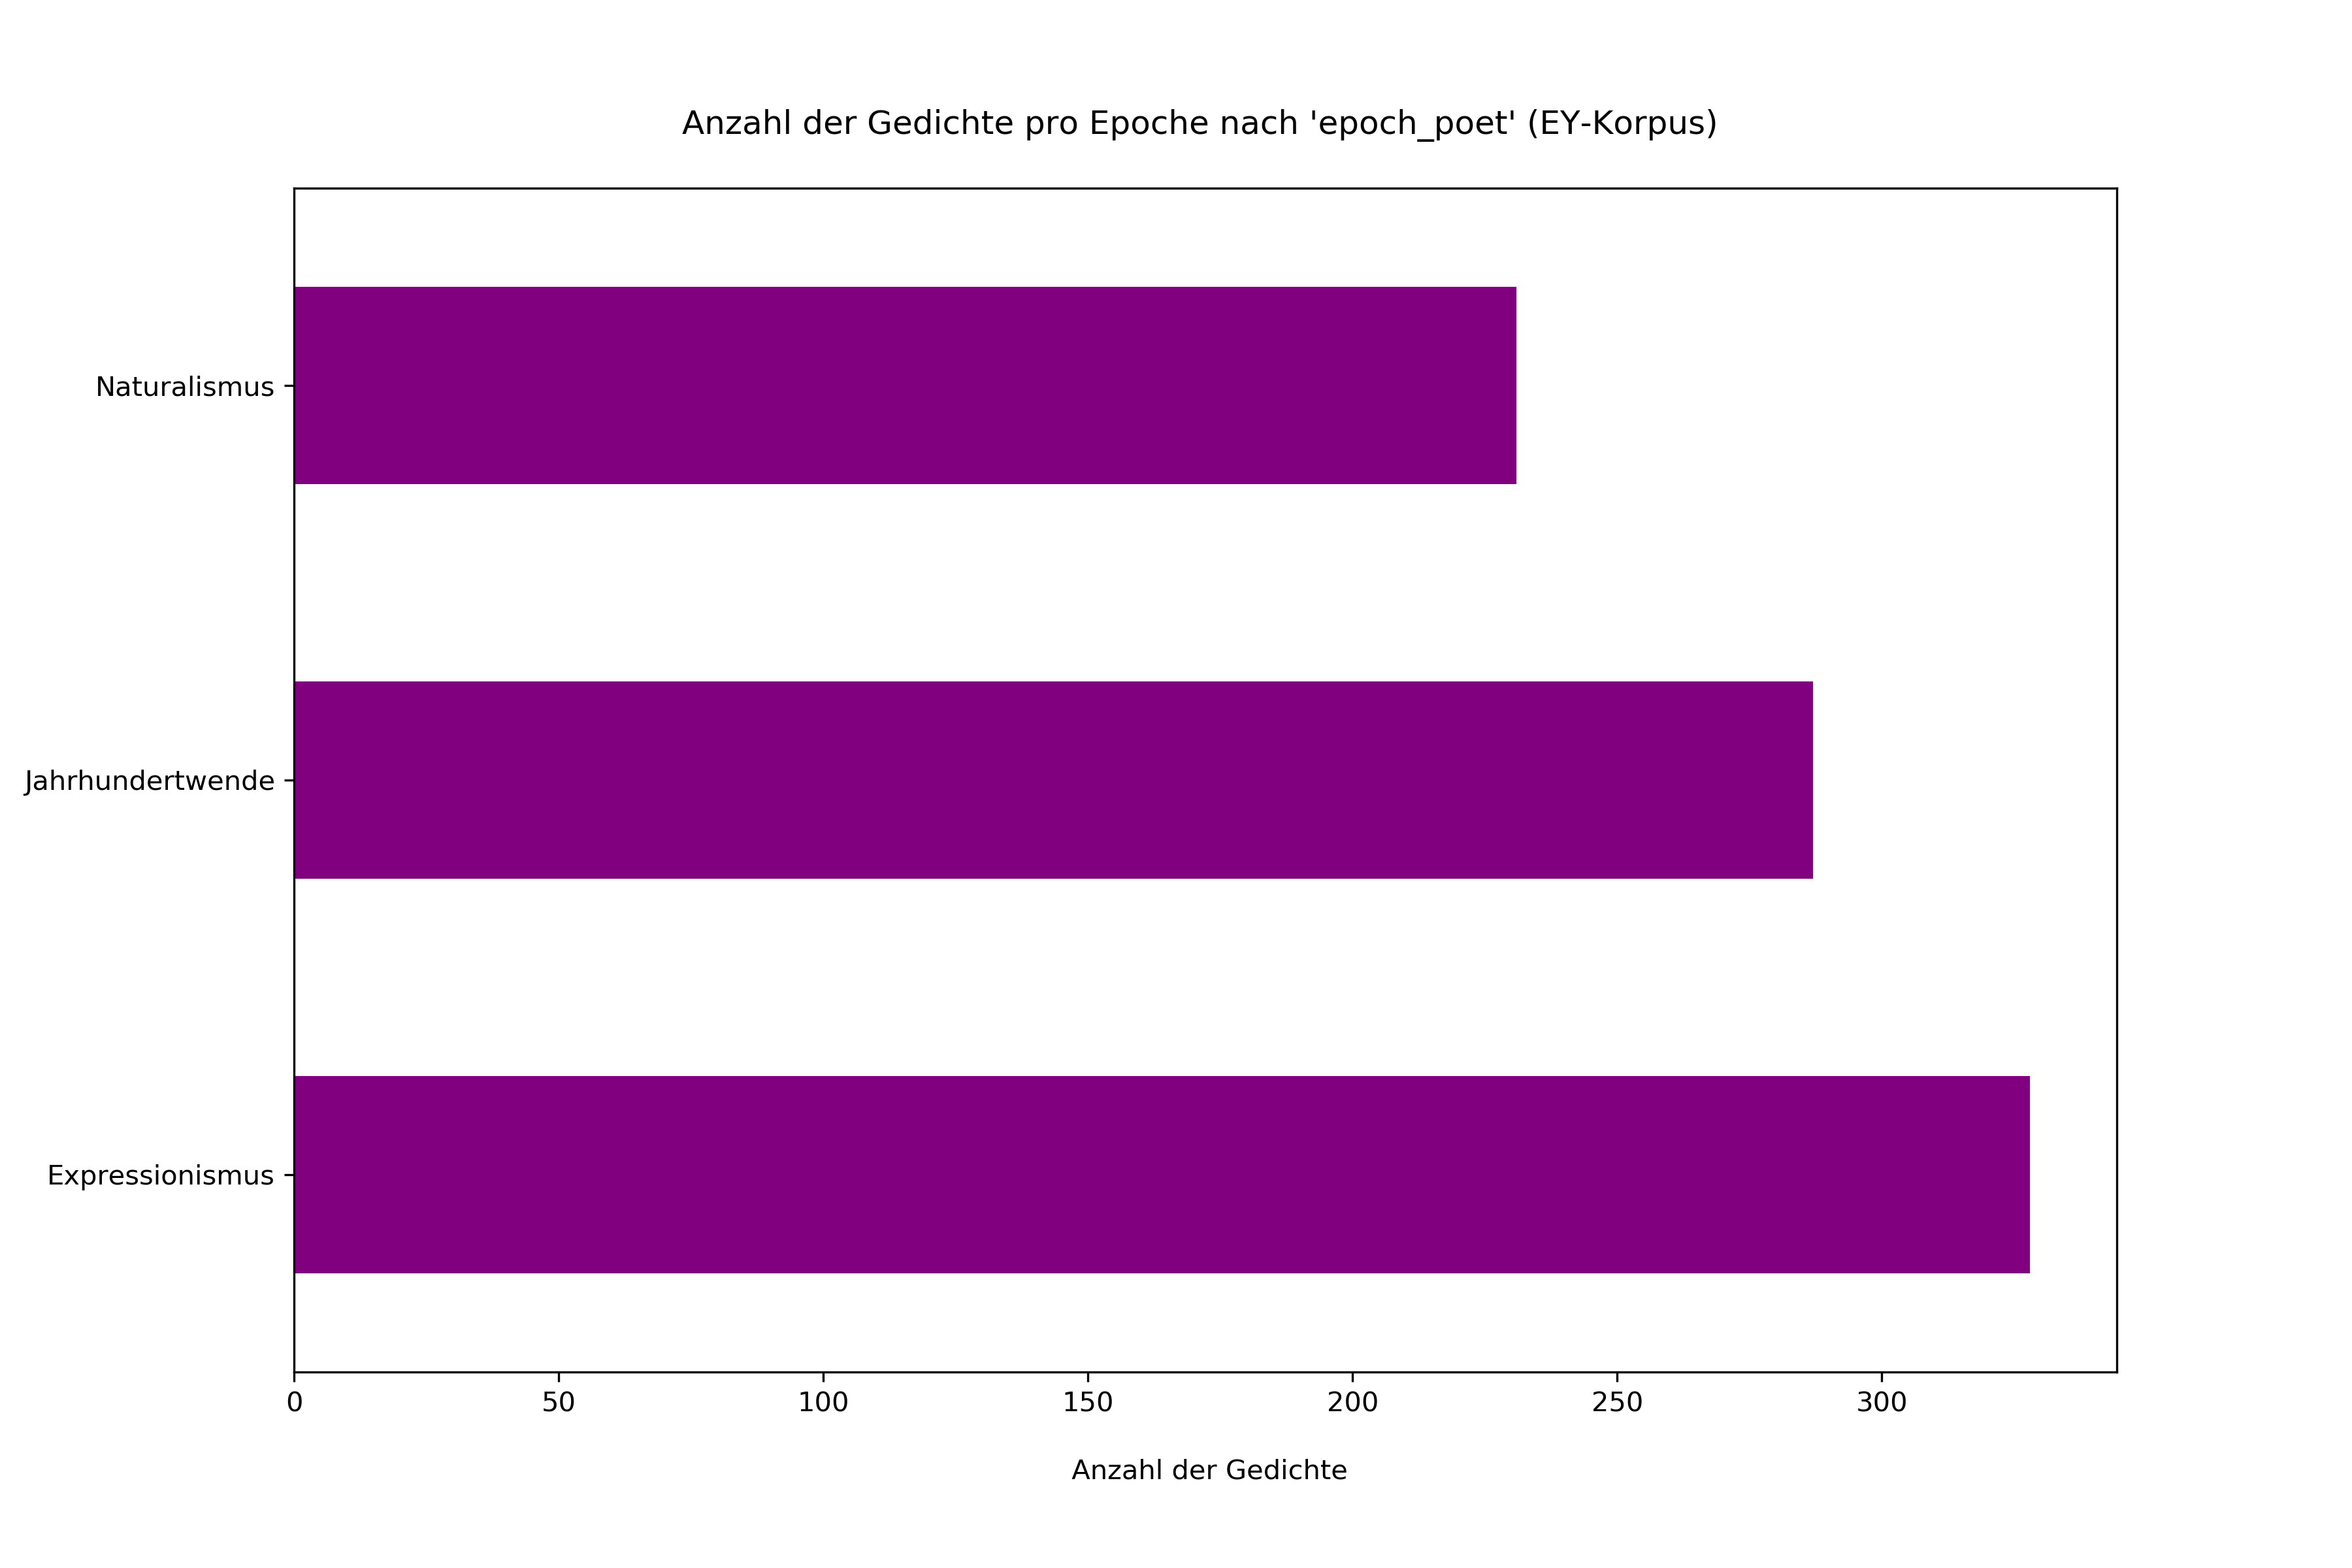 Anzahl der Gedichte pro Epoche nach 'epoch_poet' (EY-Korpus)
Naturalismus
Jahrhundertwende
Expressionismus
0 50 100 150 200 250 300
Anzahl der Gedichte